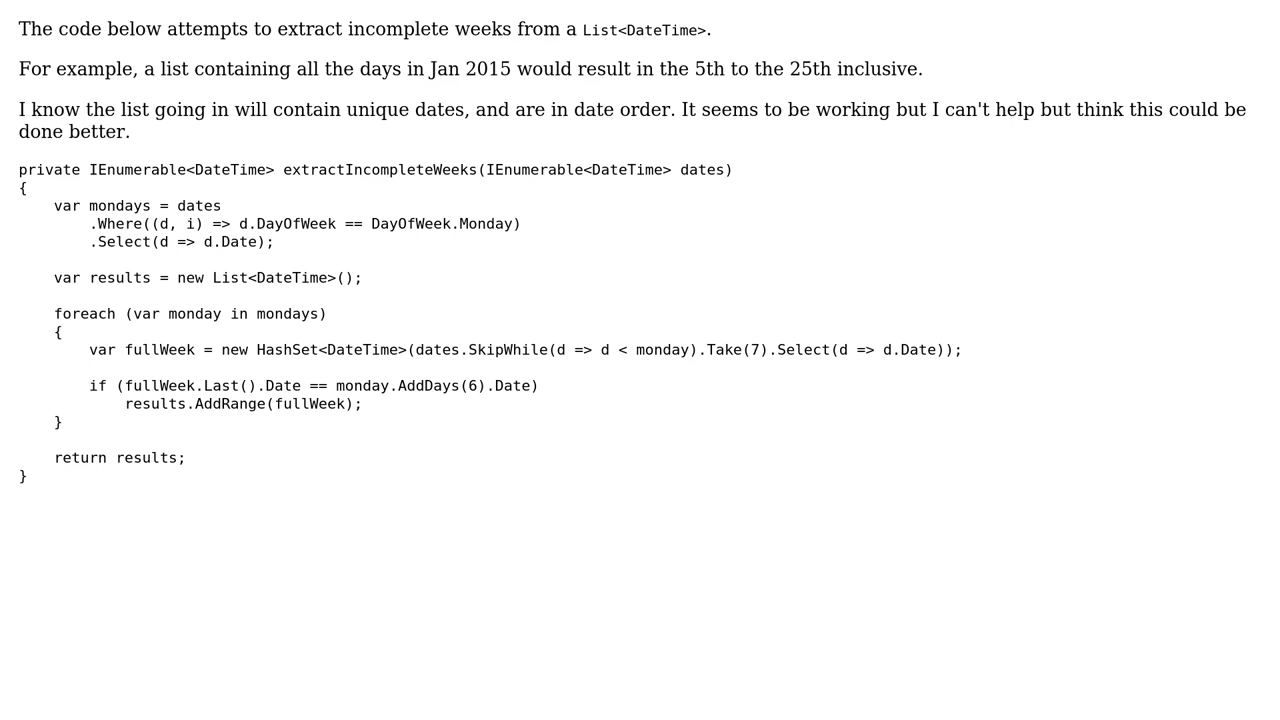 The code below attempts to extract incomplete weeks from a List<DateTime>.
For example, a list containing all the days in Jan 2015 would result in the 5th to the 25th inclusive.
I know the list going in will contain unique dates, and are in date order. It seems to be working but I can't help but think this could be
done better.
private IEnumerable<DateTime> extractIncompleteWeeks(IEnumerable<DateTime> dates)
{
    var mondays = dates
        .Where((d, i) => d.DayOfWeek == DayOfWeek.Monday)
        .Select(d => d.Date);

    var results = new List<DateTime>();

    foreach (var monday in mondays)
    {
        var fullWeek = new HashSet<DateTime>(dates.SkipWhile(d => d < monday).Take(7).Select(d => d.Date));

        if (fullWeek.Last().Date == monday.AddDays(6).Date)
            results.AddRange(fullWeek);
    }

    return results;
}